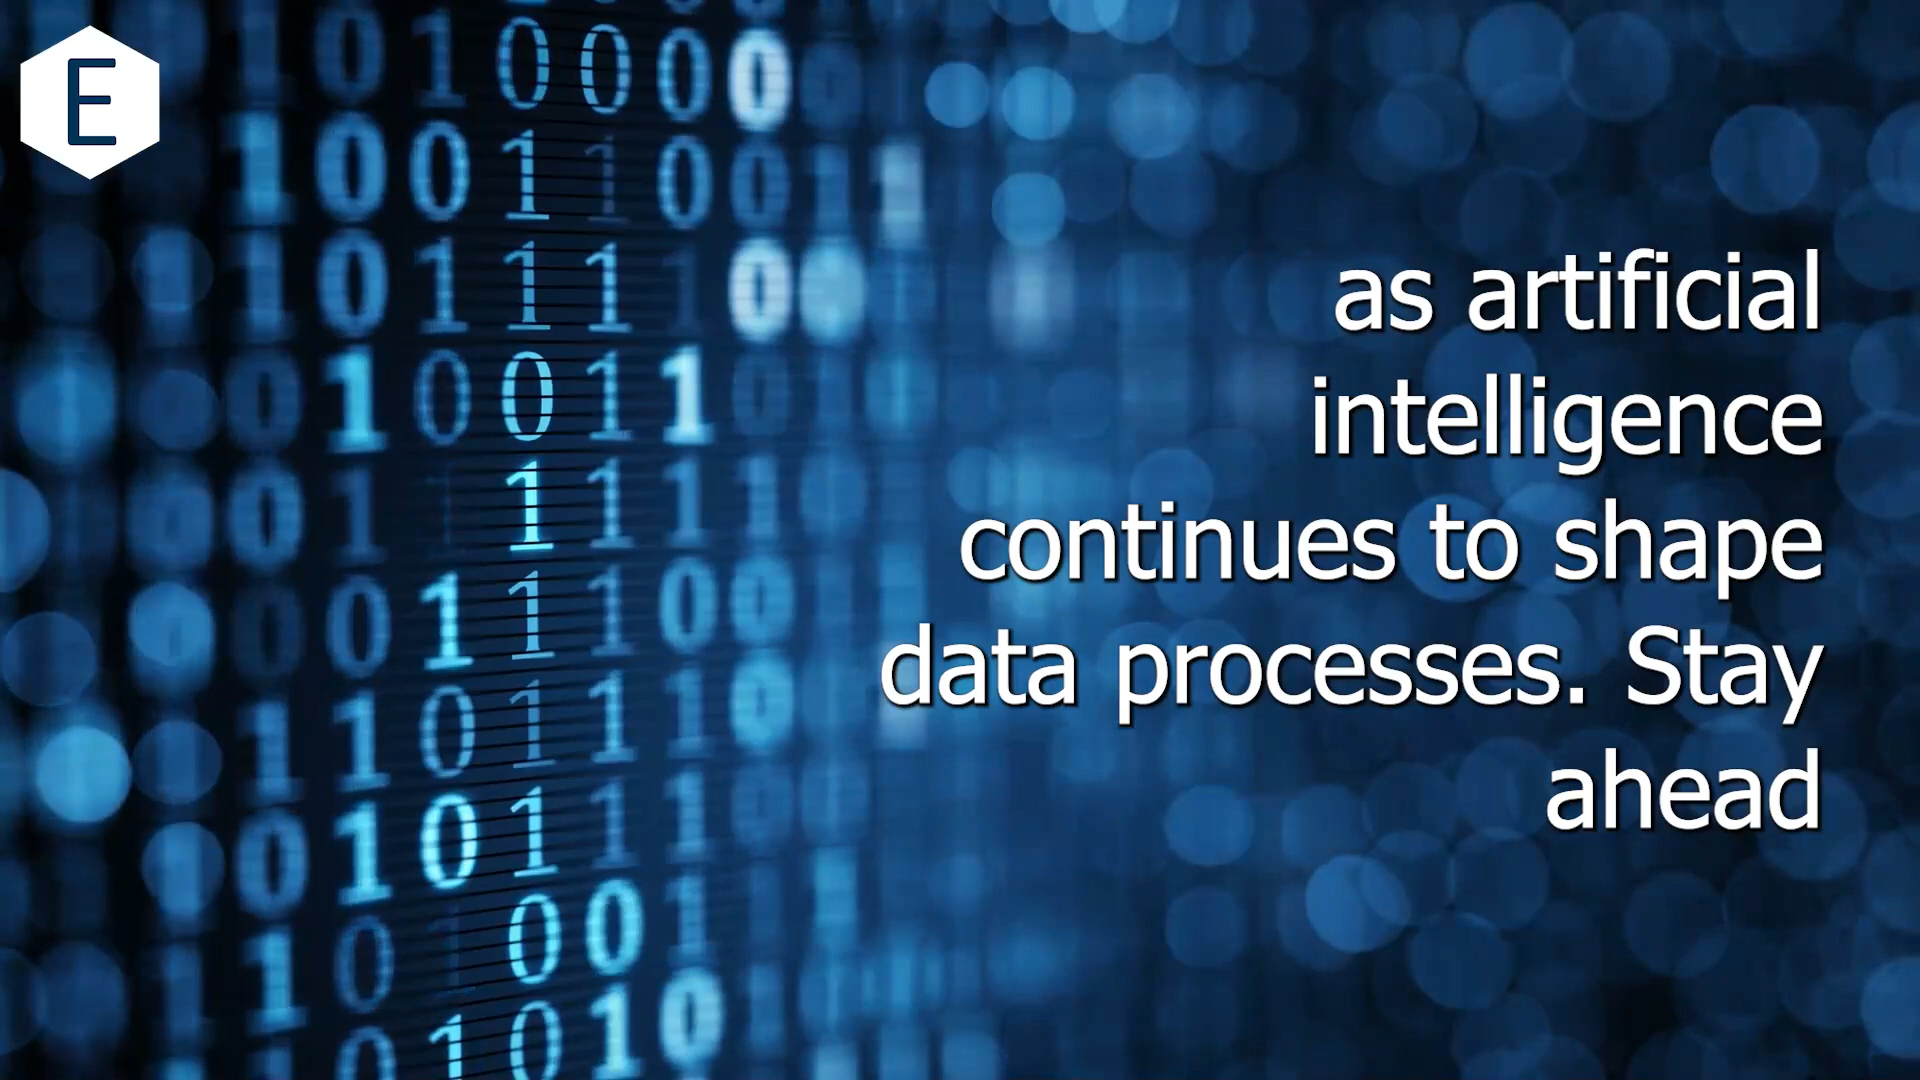 E
as artificial
intelligence
continues to shape
data processes. Stay
ahead